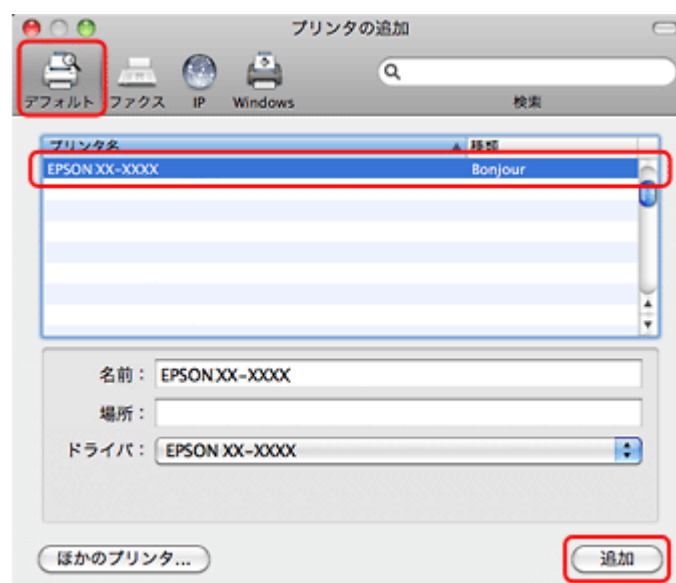 プリンタの追加
デフォルト ファクス IP Windows 検索
プリンタ名 種類
EPSON XX-XXXX Bonjour
名前： EPSON XX-XXXX
場所：
ドライバ： EPSON XX-XXXX
ほかのプリンタ... 追加